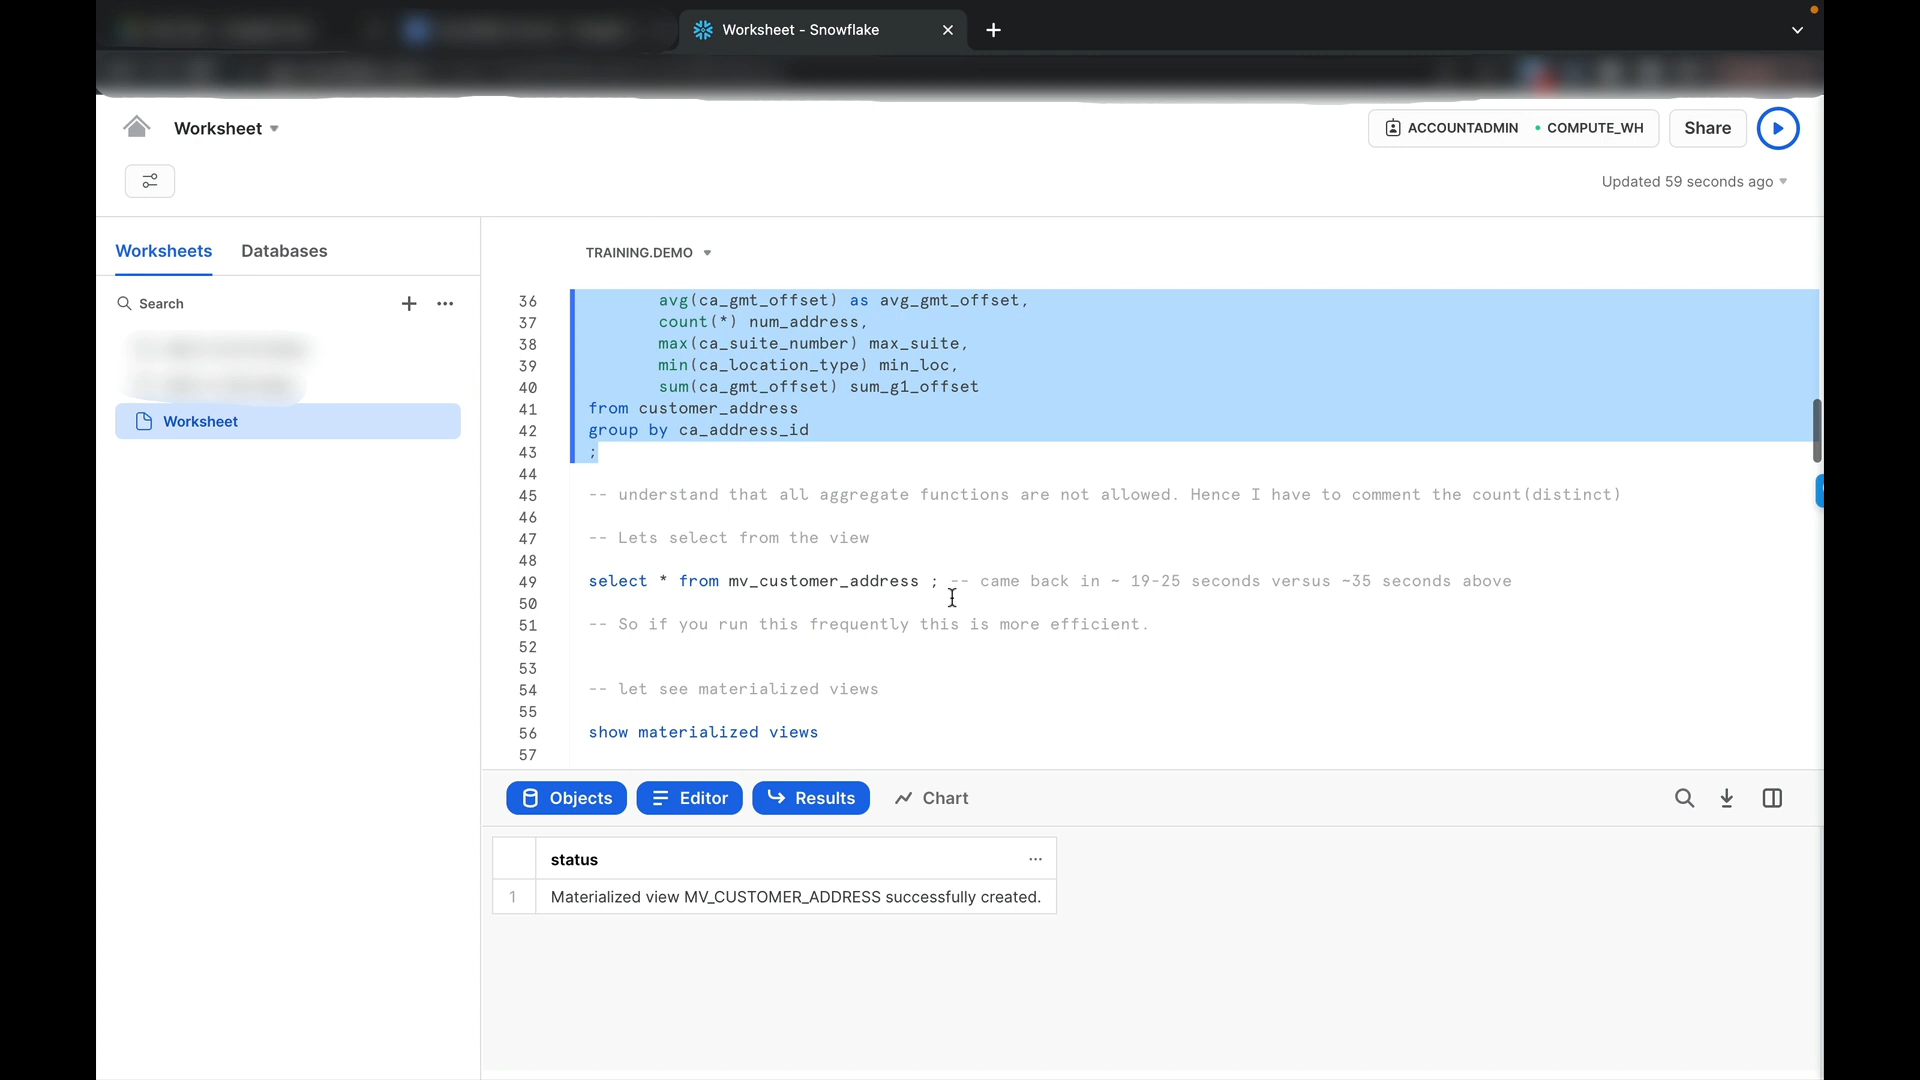 Worksheet - Snowflake
Worksheet
ACCOUNTADMIN • COMPUTE_WH
Share
Updated 59 seconds ago
Worksheets Databases
TRAINING.DEMO
Search
Worksheet
36 avg(ca_gmt_offset) as avg_gmt_offset,
37 count(*) num_address,
38 max(ca_suite_number) max_suite,
39 min(ca_location_type) min_loc,
40 sum(ca_gmt_offset) sum_g1_offset
41 from customer_address
42 group by ca_address_id
43 ;
44
45 -- understand that all aggregate functions are not allowed. Hence I have to comment the count(distinct)
46
47 -- Lets select from the view
48
49 select * from mv_customer_address ; -- came back in ~ 19-25 seconds versus ~35 seconds above
50
51 -- So if you run this frequently this is more efficient.
52
53
54 -- let see materialized views
55
56 show materialized views
57
Objects Editor Results Chart
status
1 Materialized view MV_CUSTOMER_ADDRESS successfully created.